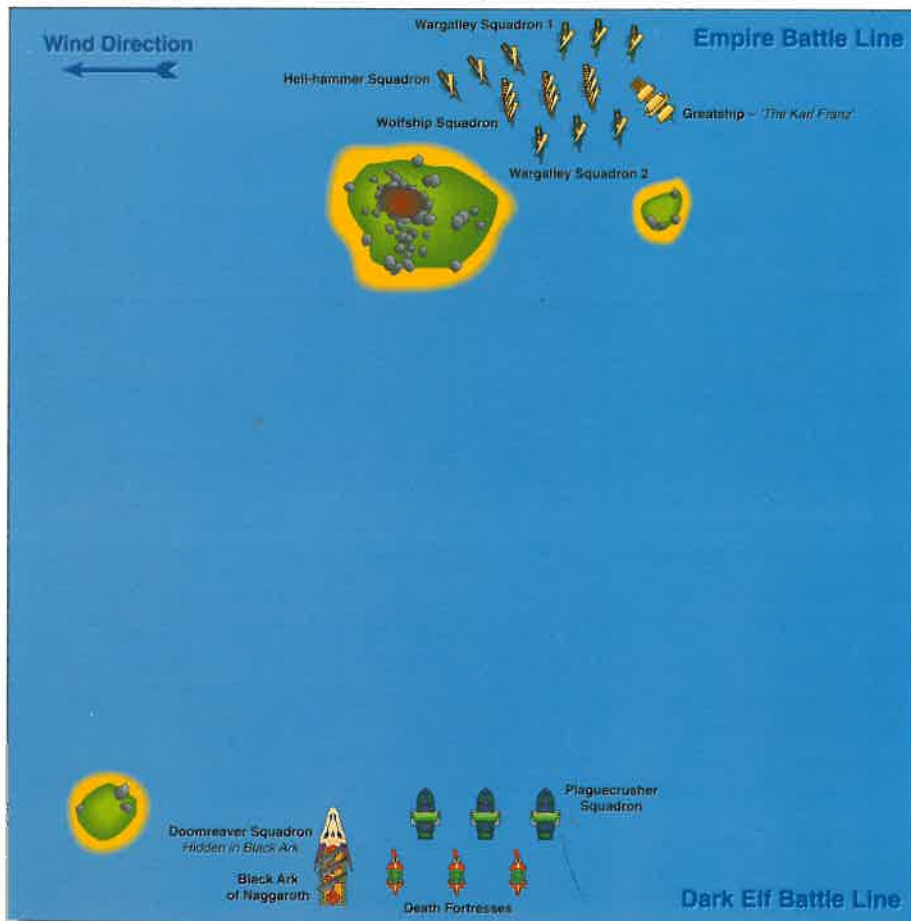 Wargalley Squadron 1
Wind Direction
Empire Battle Line
Hell-hammer Squadron
Greatship – 'The Karl Franz'
Wolfship Squadron
Wargalley Squadron 2
Plaguecrusher
Squadron
Doomreaver Squadron
Hidden in Black Ark
Black Ark
of Naggaroth
Death Fortresses
Dark Elf Battle Line